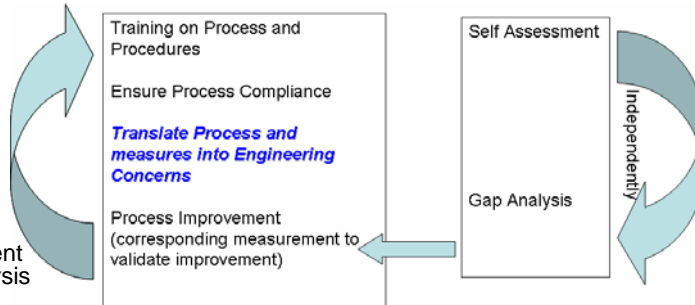 Training on Process and
Procedures
Ensure Process Compliance
Translate Process and
measures into Engineering
Concerns
Process Improvement
(corresponding measurement to
validate improvement)
ent
ysis
Self Assessment
Gap Analysis
Independently